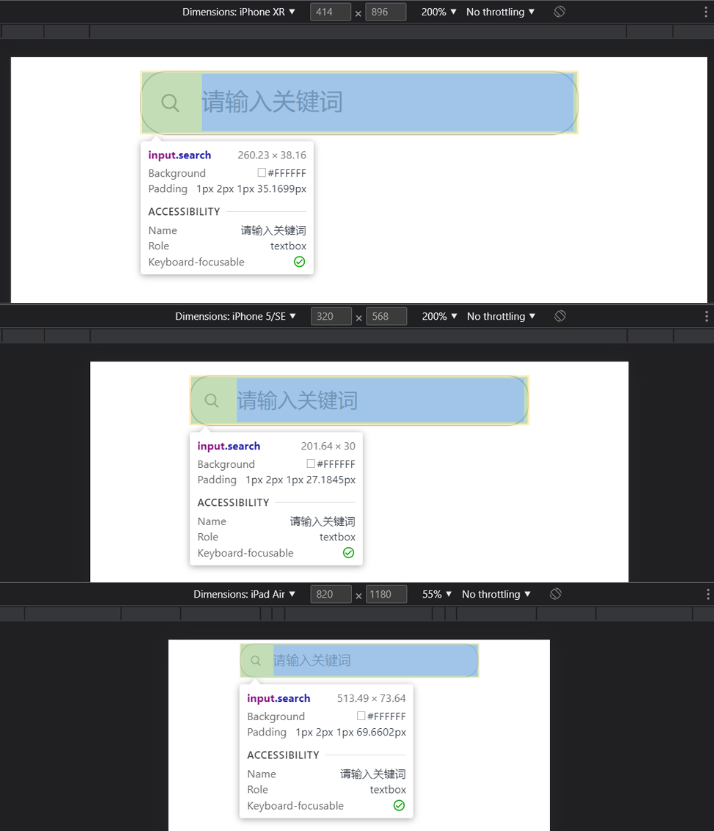 Dimensions: iPhone XR ▼ 414 × 896 200% ▼ No throttling ▼
请输入关键词
input.search 260.23 × 38.16
Background #FFFFFF
Padding 1px 2px 1px 35.1699px
ACCESSIBILITY
Name 请输入关键词
Role textbox
Keyboard-focusable
Dimensions: iPhone 5/SE ▼ 320 × 568 200% ▼ No throttling ▼
请输入关键词
input.search 201.64 × 30
Background #FFFFFF
Padding 1px 2px 1px 27.1845px
ACCESSIBILITY
Name 请输入关键词
Role textbox
Keyboard-focusable
Dimensions: iPad Air ▼ 820 × 1180 55% ▼ No throttling ▼
请输入关键词
input.search 513.49 × 73.64
Background #FFFFFF
Padding 1px 2px 1px 69.6602px
ACCESSIBILITY
Name 请输入关键词
Role textbox
Keyboard-focusable